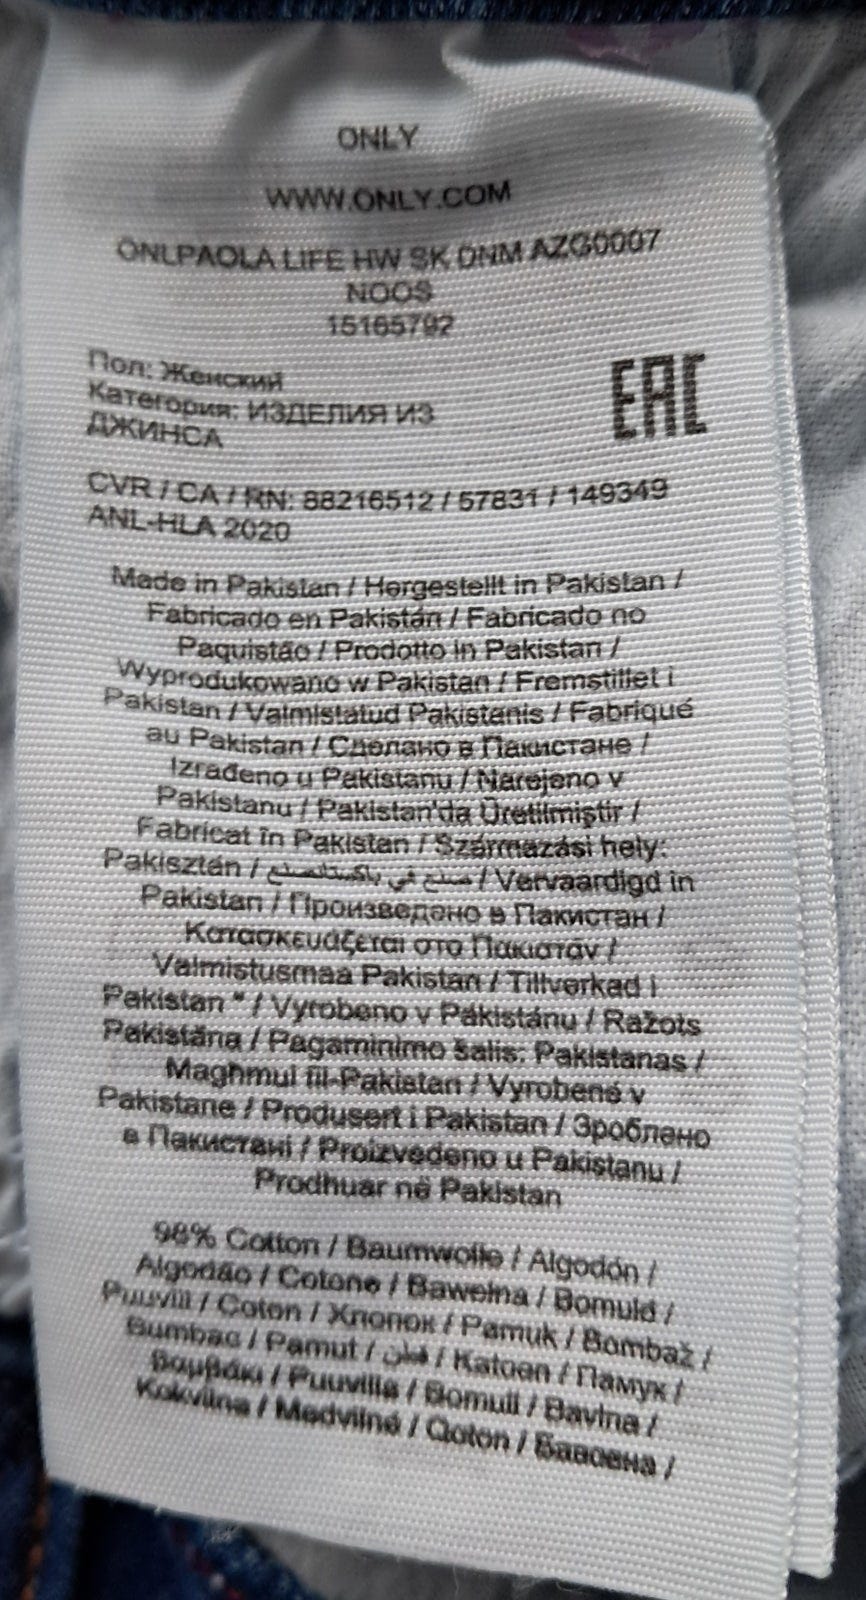 ONLY
WWW.ONLY.COM
ONLPAOLA LIFE HW SK DNM AZG0007
NOOS
15165792
Пол: Женский
Категория: ИЗДЕЛИЯ ИЗ
ДЖИНСА
EAC
CVR / CA / RN: 88216512 / 57831 / 149349
ANL-HLA 2020
Made in Pakistan / Hergestellt in Pakistan /
Fabricado en Pakistán / Fabricado no
Paquistão / Prodotto in Pakistan /
Wyprodukowano w Pakistan / Fremstillet i
Pakistan / Valmistatud Pakistanis / Fabriqué
au Pakistan / Сделано в Пакистане /
Izrađeno u Pakistanu / Narejeno v
Pakistanu / Pakistan'da Üretilmiştir /
Fabricat în Pakistan / Származási hely:
Pakisztán / صنع في باكستانصنع / Vervaardigd in
Pakistan / Произведено в Пакистан /
Κατασκευάζεται στο Πακιστάν /
Valmistusmaa Pakistan / Tillverkad i
Pakistan " / Vyrobeno v Pákistánu / Ražots
Pakistāna / Pagaminimo šalis: Pakistanas /
Maghmul fil-Pakistan / Vyrobené v
Pakistane / Produsert i Pakistan / Зроблено
в Пакистані / Proizvedeno u Pakistanu /
Prodhuar në Pakistan
98% Cotton / Baumwolle / Algodón /
Algodão / Cotone / Bawełna / Bomuld /
Puuvill / Coton / Хлопок / Pamuk / Bombaž /
Bumbac / Pamut / قطن / Katoen / Памук /
Βαμβάκι / Puuvilla / Bomull / Bavlna /
Kokvilna / Medvilnė / Qoton / Бавовна /